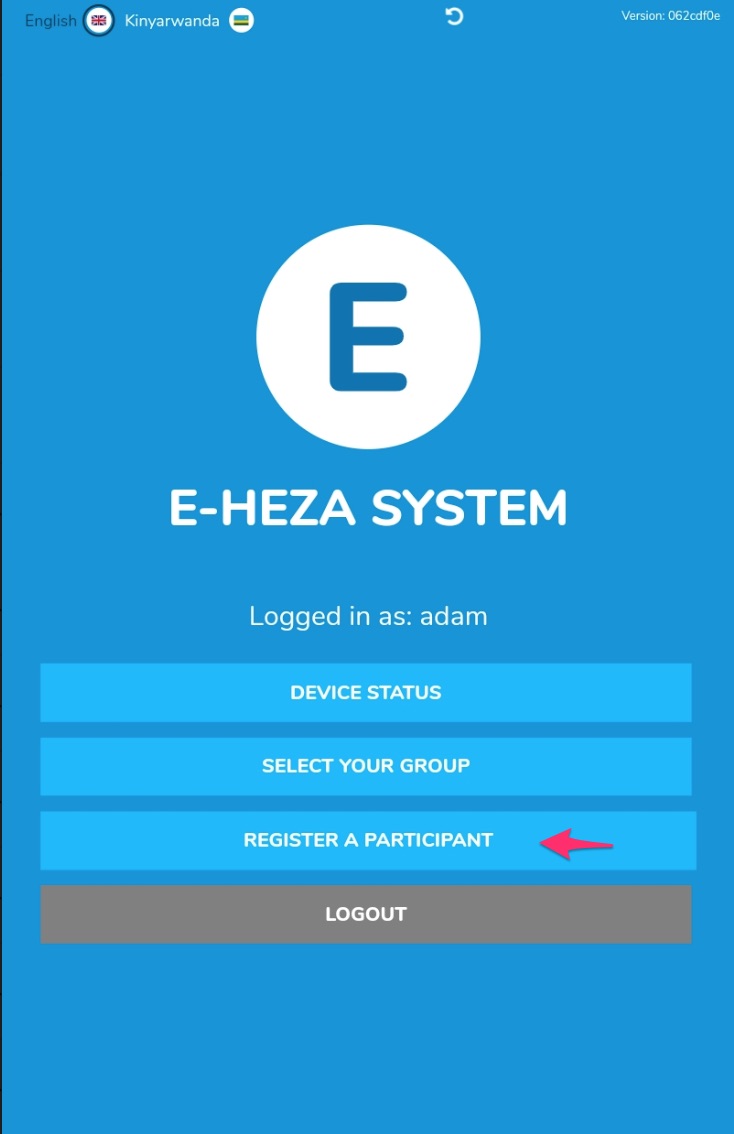 English Kinyarwanda Version: 062cdf0e
E
E-HEZA SYSTEM
Logged in as: adam
DEVICE STATUS
SELECT YOUR GROUP
REGISTER A PARTICIPANT
LOGOUT